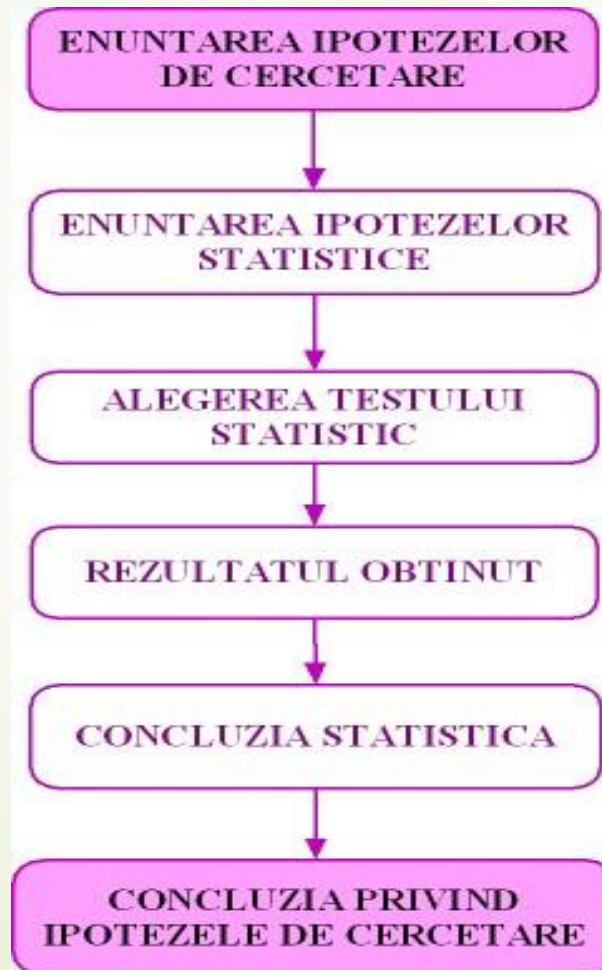 ENUNTAREA IPOTEZELOR
DE CERCETARE
ENUNTAREA IPOTEZELOR
STATISTICE
ALEGEREA TESTULUI
STATISTIC
REZULTATUL OBTINUT
CONCLUZIA STATISTICA
CONCLUZIA PRIVIND
IPOTEZELE DE CERCETARE